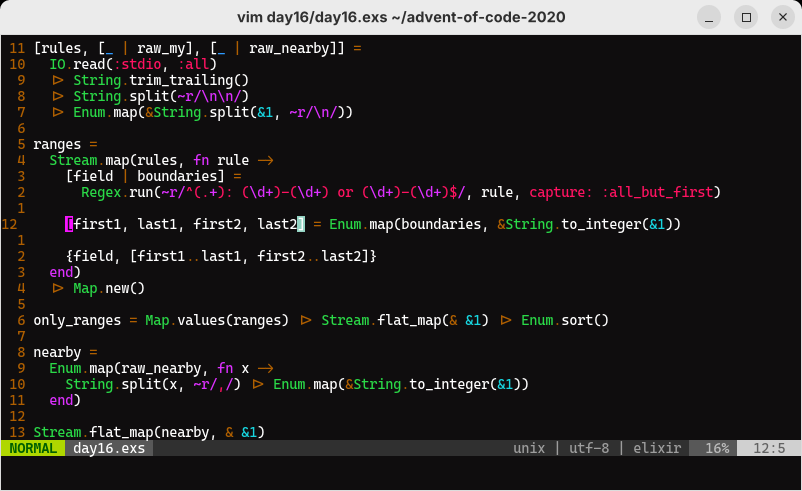 vim day16/day16.exs ~/advent-of-code-2020
11 [rules, [_ | raw_my], [_ | raw_nearby]] =
10   IO.read(:stdio, :all)
9   |> String.trim_trailing()
8   |> String.split(~r/\n\n/)
7   |> Enum.map(&String.split(&1, ~r/\n/))
6
5 ranges =
4   Stream.map(rules, fn rule ->
3     [field | boundaries] =
2       Regex.run(~r/^(.+): (\d+)-(\d+) or (\d+)-(\d+)$/, rule, capture: :all_but_first)
1
12     [first1, last1, first2, last2] = Enum.map(boundaries, &String.to_integer(&1))
1
2     {field, [first1..last1, first2..last2]}
3   end)
4   |> Map.new()
5
6 only_ranges = Map.values(ranges) |> Stream.flat_map(& &1) |> Enum.sort()
7
8 nearby =
9   Enum.map(raw_nearby, fn x ->
10     String.split(x, ~r/,/) |> Enum.map(&String.to_integer(&1))
11   end)
12
13 Stream.flat_map(nearby, & &1)
NORMAL day16.exs unix | utf-8 | elixir 16% 12:5